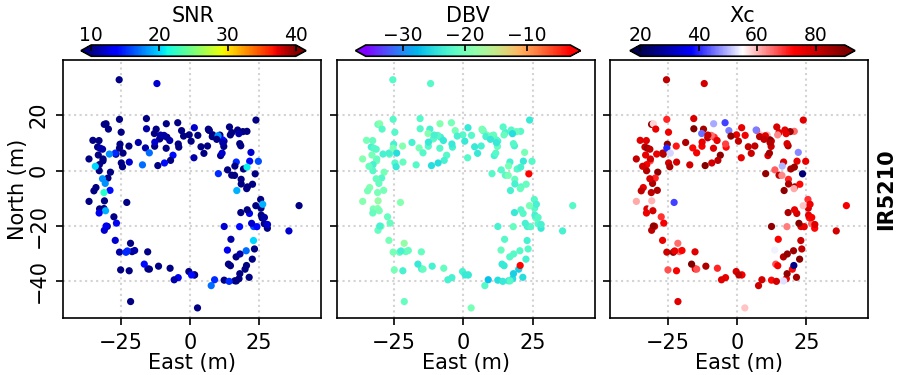 SNR DBV Xc
10 20 30 40 −30 −20 −10 20 40 60 80
20
0
−20
−40
North (m)
−25 0 25 −25 0 25 −25 0 25
East (m) East (m) East (m)
IR5210